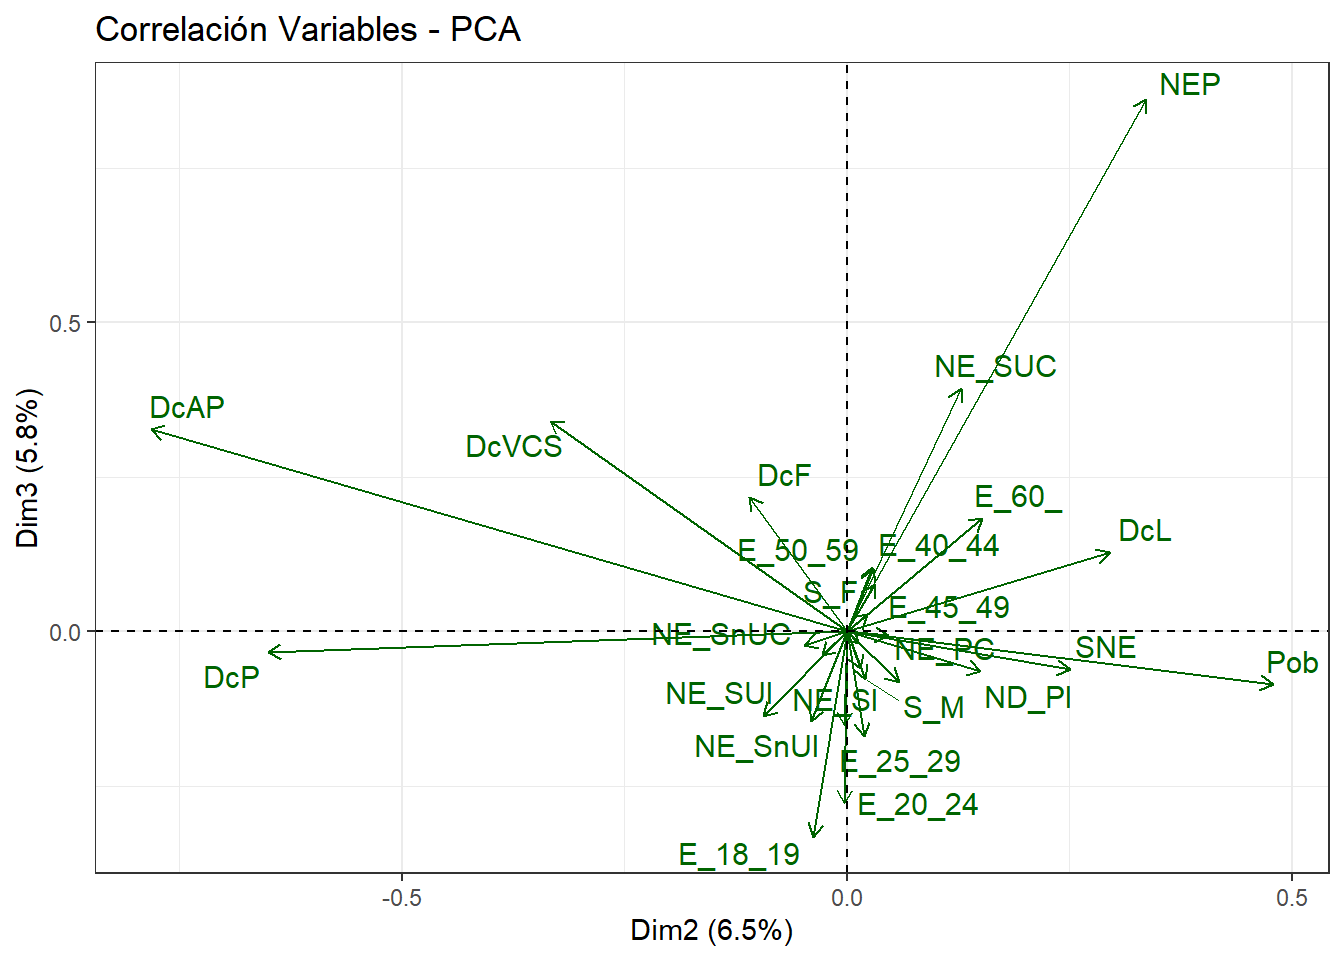 Correlación Variables - PCA
NEP
NE_SUC
DcAP
DcVCS
DcF
E_60_
DcL
E_50_59
E_40_44
S_F
E_45_49
NE_SnUC
NE_PC
SNE
Pob
DcP
NE_SUI
NE_SI
S_M
ND_PI
NE_SnUI
E_25_29
E_20_24
E_18_19
0.5
0.0
-0.5
0.0
0.5
Dim2 (6.5%)
Dim3 (5.8%)